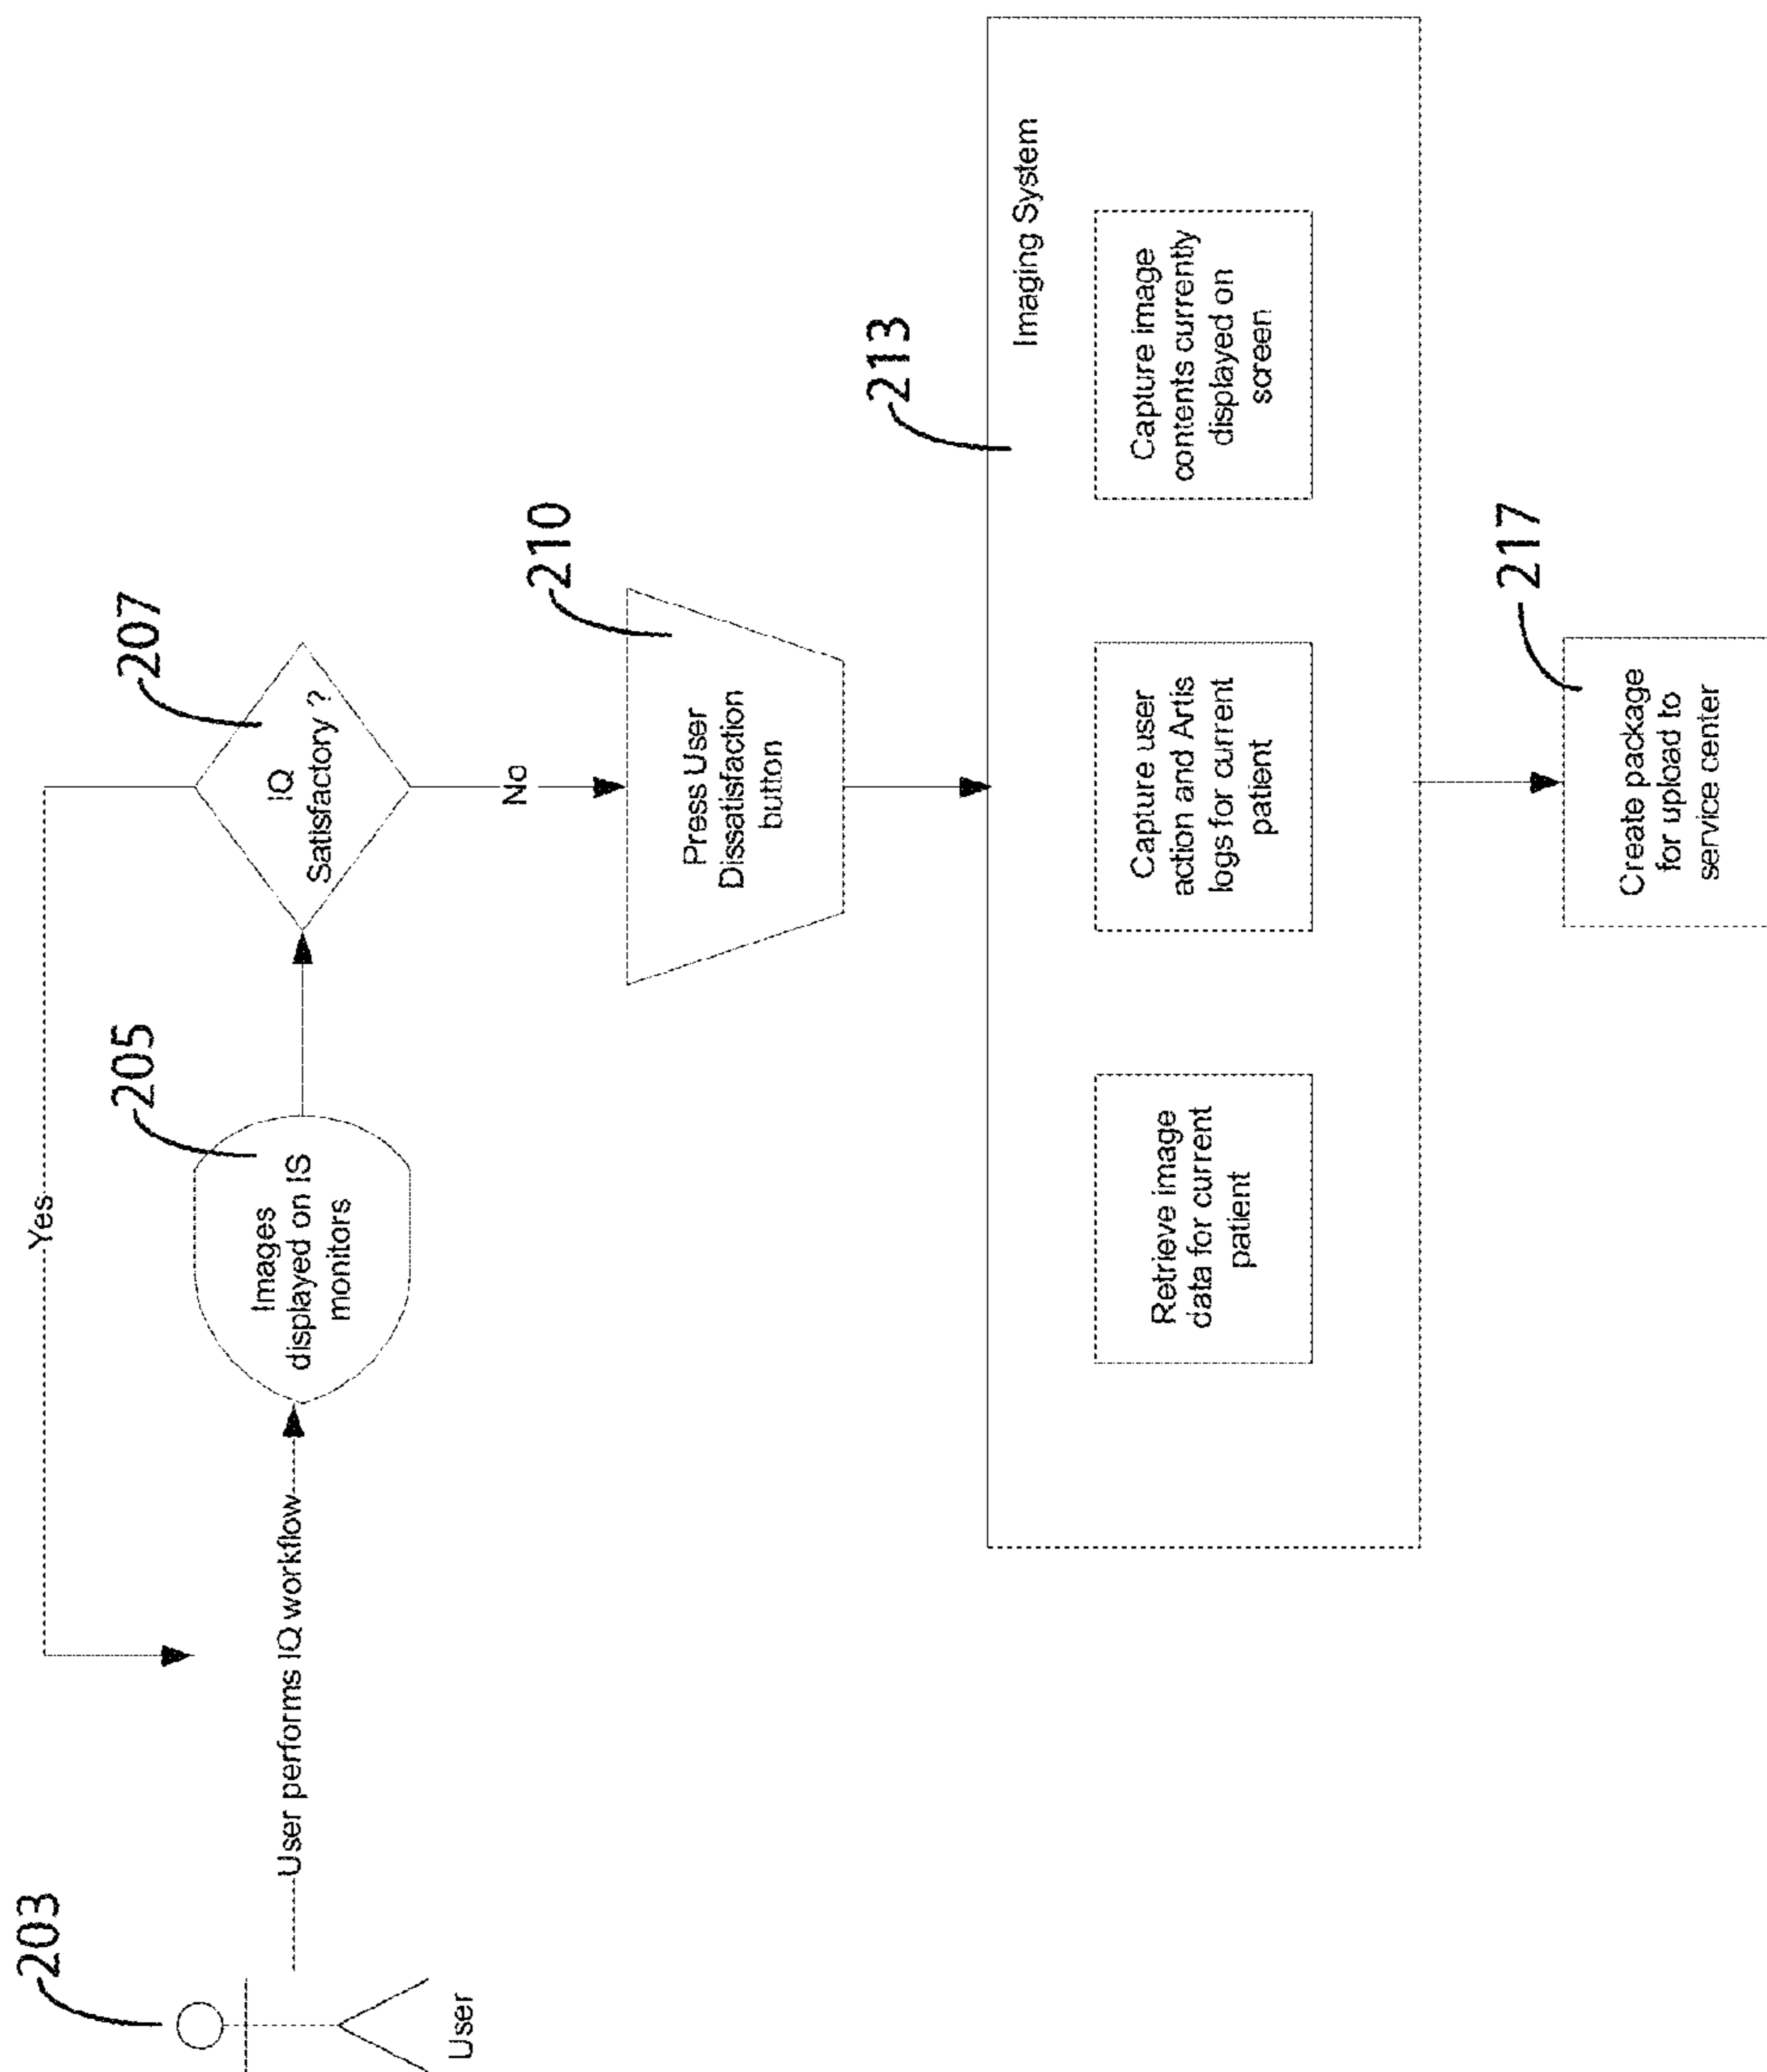 Yes
203
205
207
User performs IQ workflow
Images
displayed on IS
monitors
IQ
Satisfactory ?
User
No
210
Press User
Dissatisfaction
button
213
Imaging System
Retrieve image
data for current
patient
Capture user
action and Artis
logs for current
patient
Capture image
contents currently
displayed on
screen
217
Create package
for upload to
service center